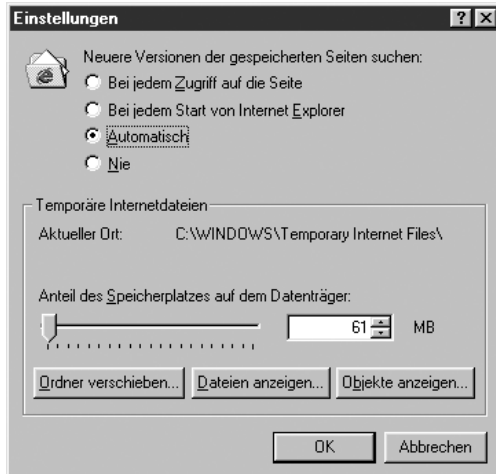 Einstellungen
Neuere Versionen der gespeicherten Seiten suchen:
Bei jedem Zugriff auf die Seite
Bei jedem Start von Internet Explorer
Automatisch
Nie
Temporäre Internetdateien
Aktueller Ort: C:\WINDOWS\Temporary Internet Files\
Anteil des Speicherplatzes auf dem Datenträger:
61 MB
Ordner verschieben... Dateien anzeigen... Objekte anzeigen...
OK Abbrechen